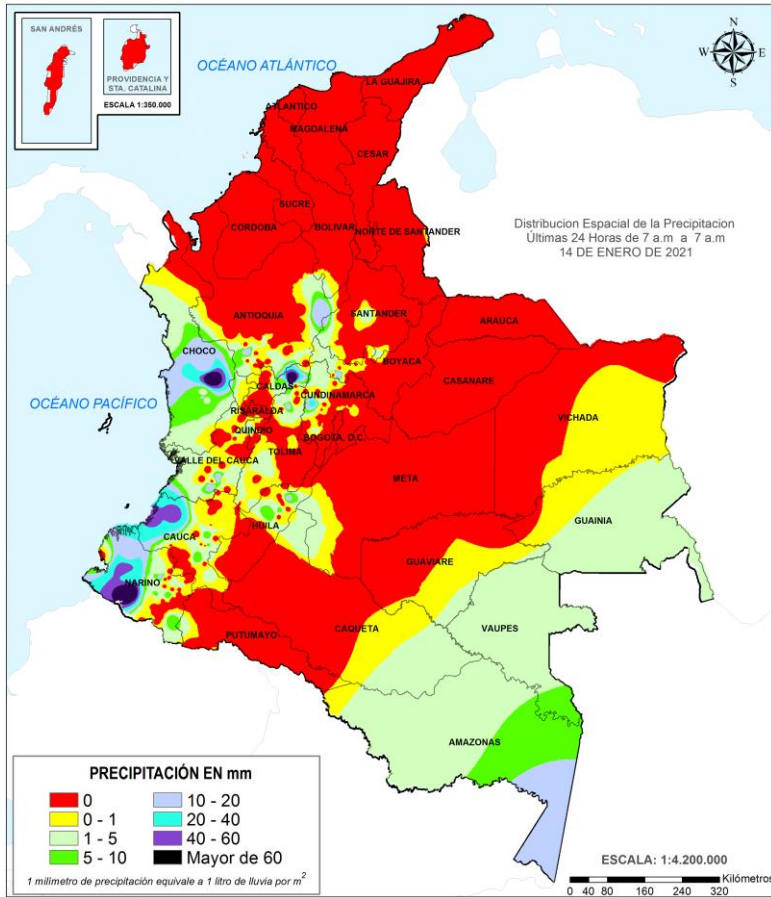 SAN ANDRÉS
PROVIDENCIA Y
STA. CATALINA
ESCALA 1:350.000
OCÉANO ATLÁNTICO
N
W E
S
LA GUAJIRA
ATLANTICO
MAGDALENA
CESAR
SUCRE
CORDOBA
BOLIVAR
NORTE DE SANTANDER
Distribucion Espacial de la Precipitacion
Últimas 24 Horas de 7 a.m a 7 a.m
14 DE ENERO DE 2021
ANTIOQUIA
SANTANDER
ARAUCA
CHOCO
BOYACA
CALDAS
CASANARE
CUNDINAMARCA
OCÉANO PACÍFICO
RISARALDA
VICHADA
QUINDIO
BOGOTA, D.C.
TOLIMA
VALLE DEL CAUCA
META
GUAINIA
HUILA
CAUCA
GUAVIARE
NARIÑO
CAQUETA
VAUPES
PUTUMAYO
AMAZONAS
PRECIPITACIÓN EN mm
0
0 - 1
1 - 5
5 - 10
10 - 20
20 - 40
40 - 60
Mayor de 60
1 milimetro de precipitación equivale a 1 litro de lluvia por m²
ESCALA: 1:4.200.000
Kilómetros
0 40 80 160 240 320